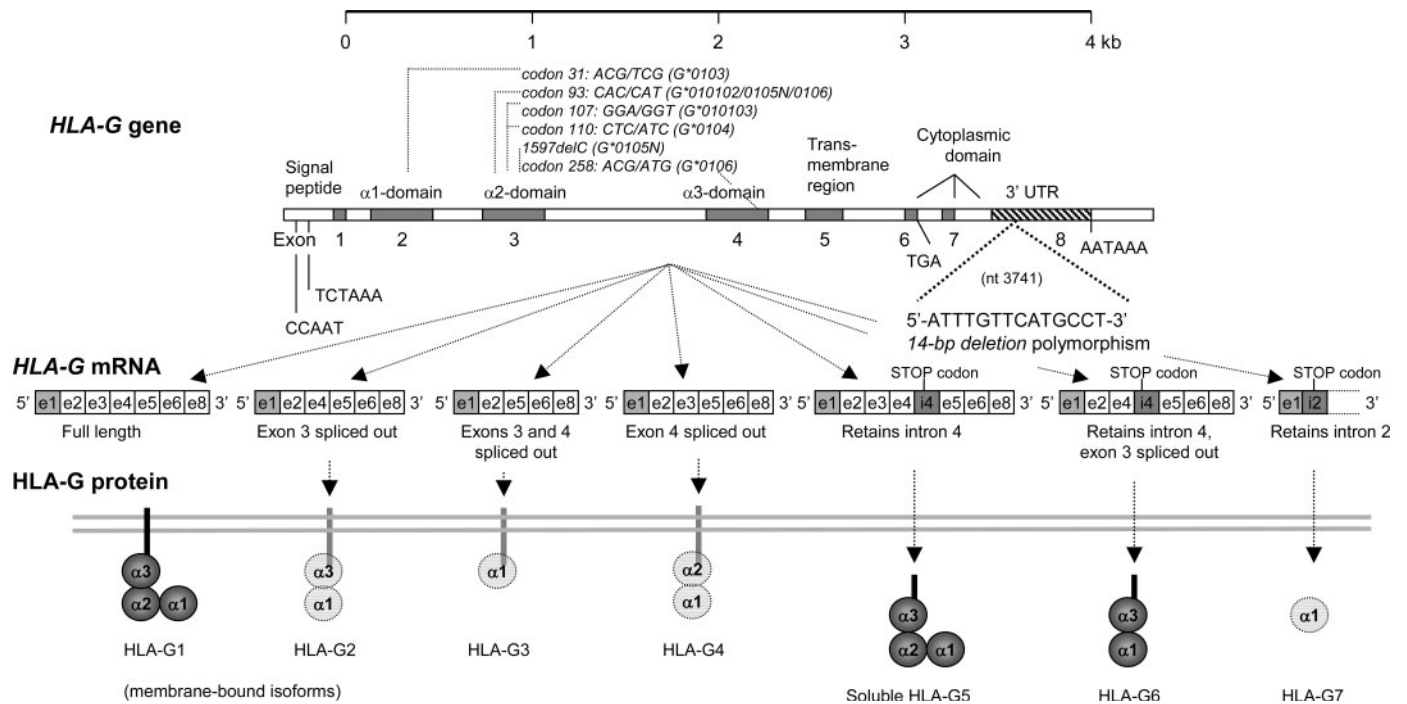 0 1 2 3 4 kb
codon 31: ACG/TCG (G*0103)
codon 93: CAC/CAT (G*010102/0105N/0106)
codon 107: GGA/GGT (G*010103)
codon 110: CTC/ATC (G*0104)
1597delC (G*0105N)
codon 258: ACG/ATG (G*0106)
HLA-G gene
Signal
peptide
α1-domain
α2-domain
α3-domain
Trans-
membrane
region
Cytoplasmic
domain
3' UTR
Exon 1 2 3 4 5 6 7 8
AATAAA
TGA
TCTAAA
CCAAT
(nt 3741)
5'-ATTTGTTCATGCCT-3'
14-bp deletion polymorphism
HLA-G mRNA
STOP codon STOP codon STOP codon
5' e1 e2 e3 e4 e5 e6 e8 3' e1 e2 e4 e5 e6 e8 3' 5' e1 e2 e5 e6 e8 3' 5' e1 e2 e3 e5 e6 e8 3' 5' e1 e2 e3 e4 i4 e5 e6 e8 3' 5' e1 e2 e4 i4 e5 e6 e8 3' 5' e1 i2 3'
Full length
Exon 3 spliced out
Exons 3 and 4
spliced out
Exon 4 spliced out
Retains intron 4
Retains intron 4,
exon 3 spliced out
Retains intron 2
HLA-G protein
α3
α2 α1
α3
α1
α1
α2
α1
α3
α2 α1
α3
α1
α1
HLA-G1 HLA-G2 HLA-G3 HLA-G4
(membrane-bound isoforms)
Soluble HLA-G5 HLA-G6 HLA-G7